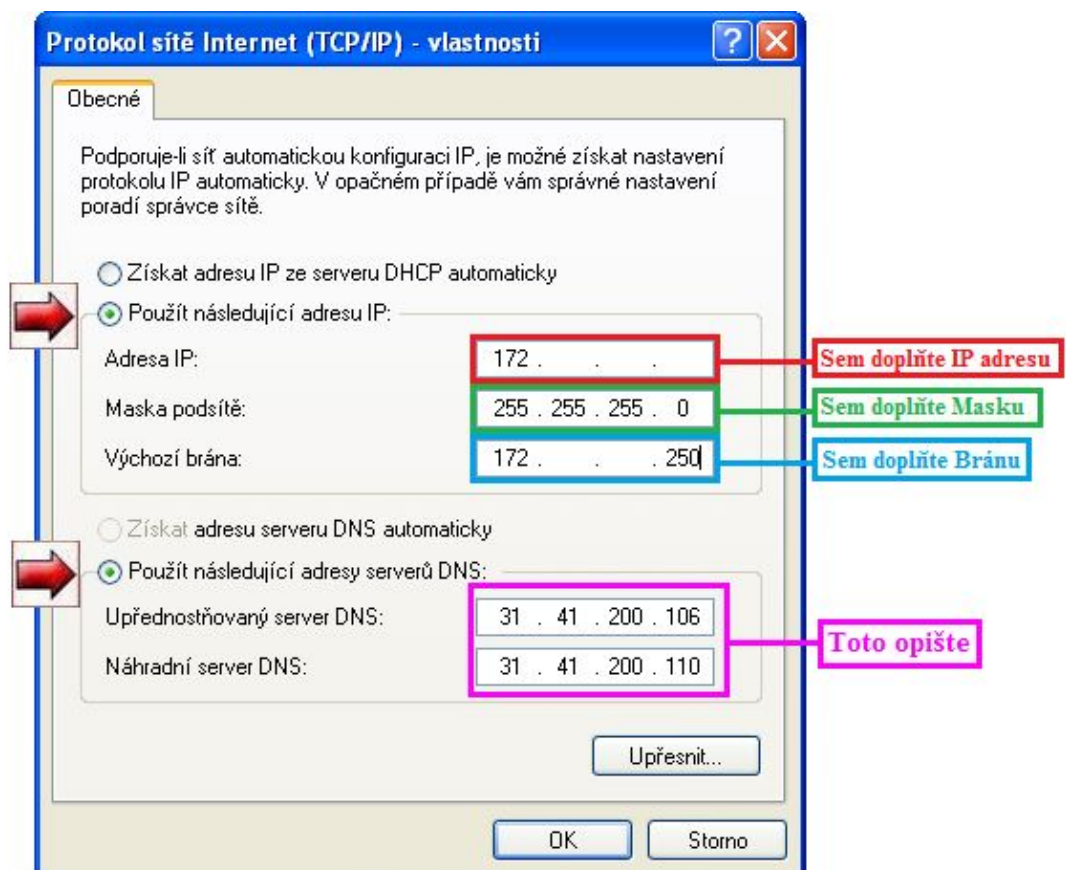 Protokol sítě Internet (TCP/IP) - vlastnosti
Obecné
Podporuje-li síť automatickou konfiguraci IP, je možné získat nastavení
protokolu IP automaticky. V opačném případě vám správné nastavení
poradí správce sítě.
Získat adresu IP ze serveru DHCP automaticky
Použít následující adresu IP:
Adresa IP: 172 . . . Sem doplňte IP adresu
Maska podsítě: 255 . 255 . 255 . 0 Sem doplňte Masku
Výchozí brána: 172 . . . 250 Sem doplňte Bránu
Získat adresu serveru DNS automaticky
Použít následující adresy serverů DNS:
Upřednostňovaný server DNS: 31 . 41 . 200 . 106
Toto opište
Náhradní server DNS: 31 . 41 . 200 . 110
Upřesnit...
OK Storno